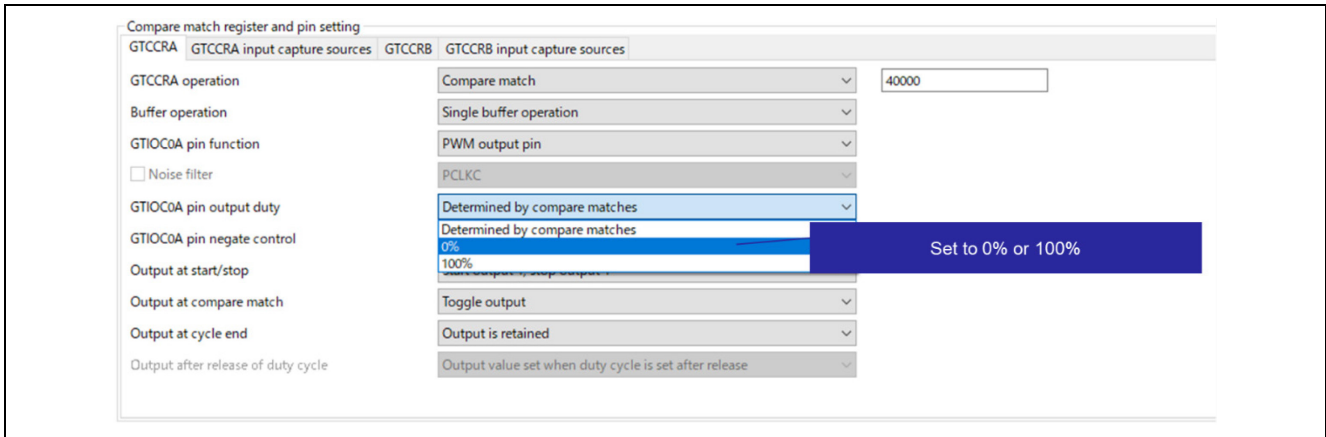 Compare match register and pin setting
GTCCRA GTCCRA input capture sources GTCCRB GTCCRB input capture sources
GTCCRA operation Compare match 40000
Buffer operation Single buffer operation
GTIOC0A pin function PWM output pin
Noise filter PCLKC
GTIOC0A pin output duty Determined by compare matches
Determined by compare matches
GTIOC0A pin negate control 0% Set to 0% or 100%
100%
Output at start/stop
Output at compare match Toggle output
Output at cycle end Output is retained
Output after release of duty cycle Output value set when duty cycle is set after release